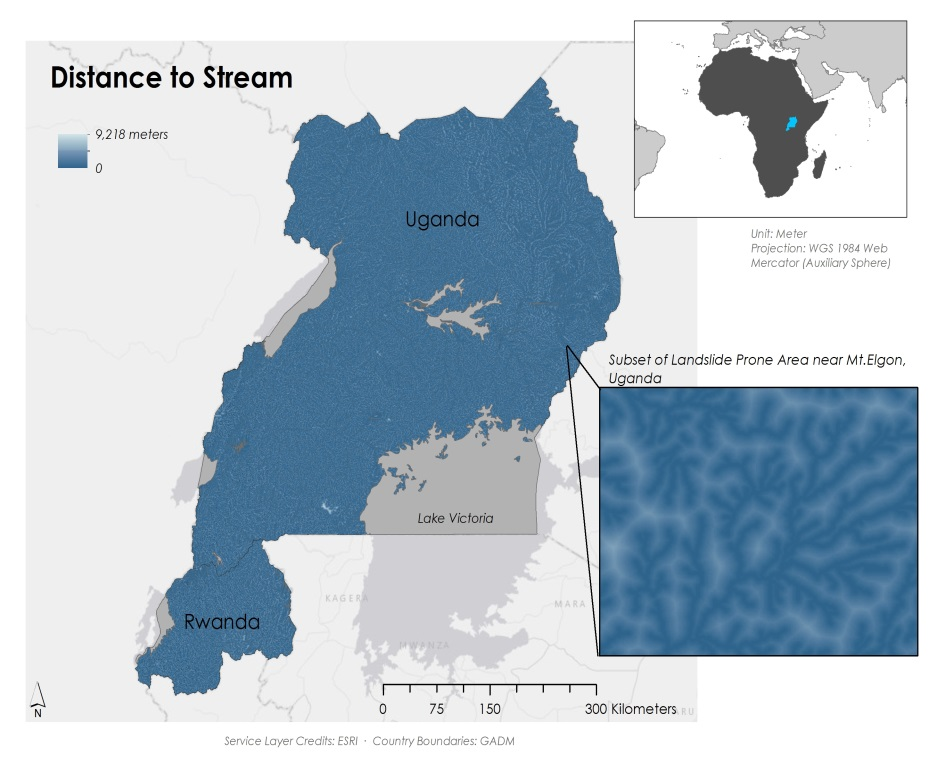 Distance to Stream
9,218 meters
0
Uganda
Unit: Meter
Projection: WGS 1984 Web
Mercator (Auxiliary Sphere)
Subset of Landslide Prone Area near Mt.Elgon,
Uganda
Lake Victoria
KAGERA
MARA
Rwanda
MWANZA
N
0 75 150 300 Kilometers
Service Layer Credits: ESRI · Country Boundaries: GADM